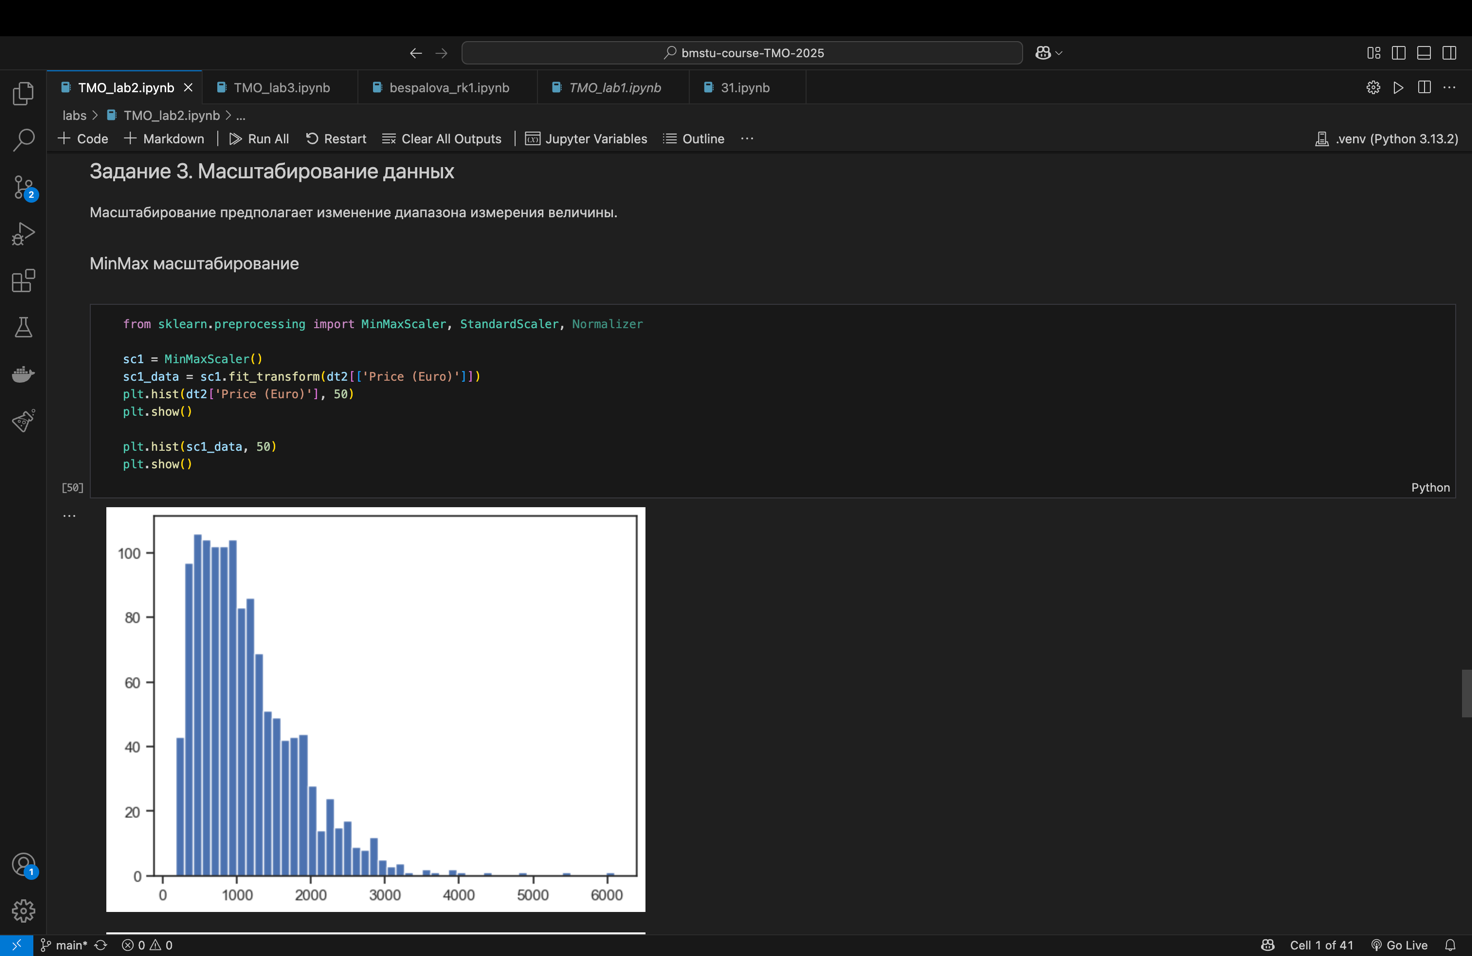 bmstu-course-TMO-2025
TMO_lab2.ipynb
TMO_lab3.ipynb
bespalova_rk1.ipynb
TMO_lab1.ipynb
31.ipynb
labs > TMO_lab2.ipynb > ...
+ Code + Markdown | Run All Restart Clear All Outputs | Jupyter Variables Outline ... .venv (Python 3.13.2)
Задание 3. Масштабирование данных
Масштабирование предполагает изменение диапазона измерения величины.
MinMax масштабирование
from sklearn.preprocessing import MinMaxScaler, StandardScaler, Normalizer
sc1 = MinMaxScaler()
sc1_data = sc1.fit_transform(dt2[['Price (Euro)']])
plt.hist(dt2['Price (Euro)'], 50)
plt.show()
plt.hist(sc1_data, 50)
plt.show()
[50]
Python
...
100
80
60
40
20
0
0 1000 2000 3000 4000 5000 6000
2
1
main* 0 0 Cell 1 of 41 Go Live